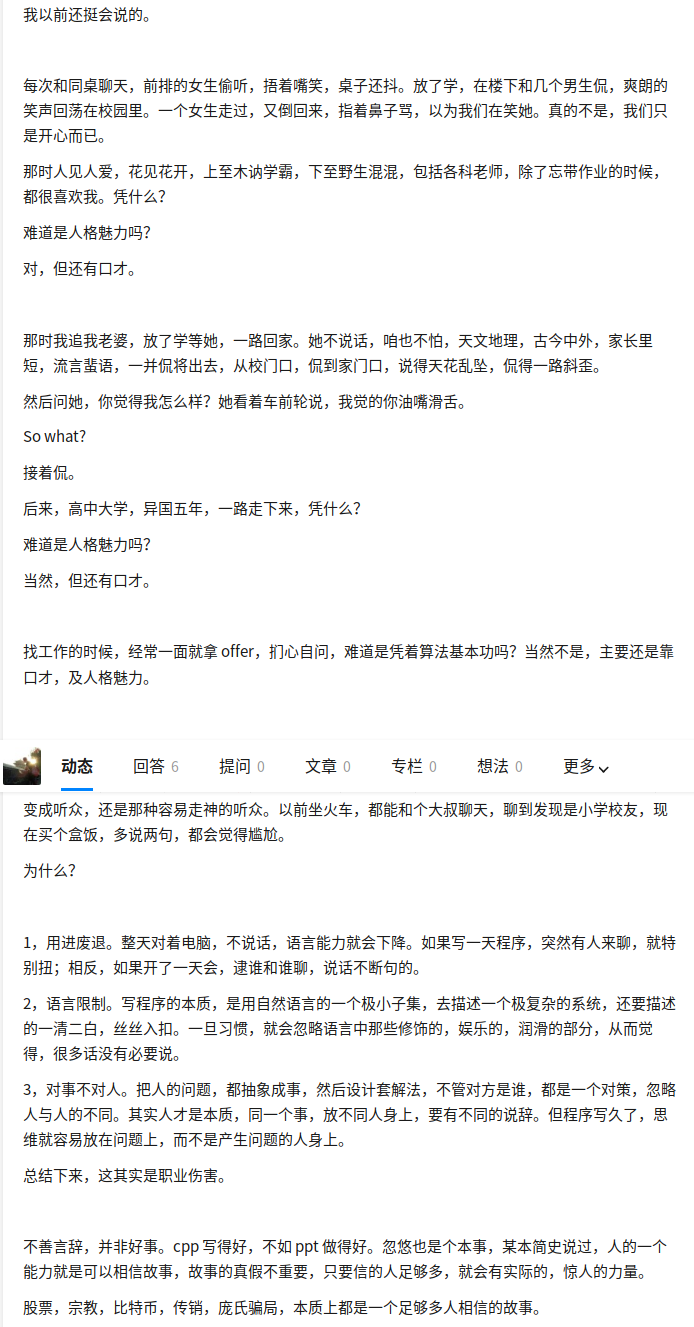 我以前还挺会说的。
每次和同桌聊天，前排的女生偷听，捂着嘴笑，桌子还抖。放了学，在楼下和几个男生侃，爽朗的
笑声回荡在校园里。一个女生走过，又倒回来，指着鼻子骂，以为我们在笑她。真的不是，我们只
是开心而已。
那时人见人爱，花见花开，上至木讷学霸，下至野生混混，包括各科老师，除了忘带作业的时候，
都很喜欢我。凭什么？
难道是人格魅力吗？
对，但还有口才。
那时我追我老婆，放了学等她，一路回家。她不说话，咱也不怕，天文地理，古今中外，家长里
短，流言蜚语，一并侃将出去，从校门口，侃到家门口，说得天花乱坠，侃得一路斜歪。
然后问她，你觉得我怎么样？她看着车前轮说，我觉的你油嘴滑舌。
So what?
接着侃。
后来，高中大学，异国五年，一路走下来，凭什么？
难道是人格魅力吗？
当然，但还有口才。
找工作的时候，经常一面就拿 offer，扪心自问，难道是凭着算法基本功吗？当然不是，主要还是靠
口才，及人格魅力。
动态 回答 6 提问 0 文章 0 专栏 0 想法 0 更多
变成听众，还是那种容易走神的听众。以前坐火车，都能和个大叔聊天，聊到发现是小学校友，现
在买个盒饭，多说两句，都会觉得尴尬。
为什么？
1，用进废退。整天对着电脑，不说话，语言能力就会下降。如果写一天程序，突然有人来聊，就特
别扭；相反，如果开了一天会，逮谁和谁聊，说话不断句的。
2，语言限制。写程序的本质，是用自然语言的一个极小子集，去描述一个极复杂的系统，还要描述
的一清二白，丝丝入扣。一旦习惯，就会忽略语言中那些修饰的，娱乐的，润滑的部分，从而觉
得，很多话没有必要说。
3，对事不对人。把人的问题，都抽象成事，然后设计套解法，不管对方是谁，都是一个对策，忽略
人与人的不同。其实人才是本质，同一个事，放不同人身上，要有不同的说辞。但程序写久了，思
维就容易放在问题上，而不是产生问题的人身上。
总结下来，这其实是职业伤害。
不善言辞，并非好事。cpp 写得好，不如 ppt 做得好。忽悠也是个本事，某本简史说过，人的一个
能力就是可以相信故事，故事的真假不重要，只要信的人足够多，就会有实际的，惊人的力量。
股票，宗教，比特币，传销，庞氏骗局，本质上都是一个足够多人相信的故事。